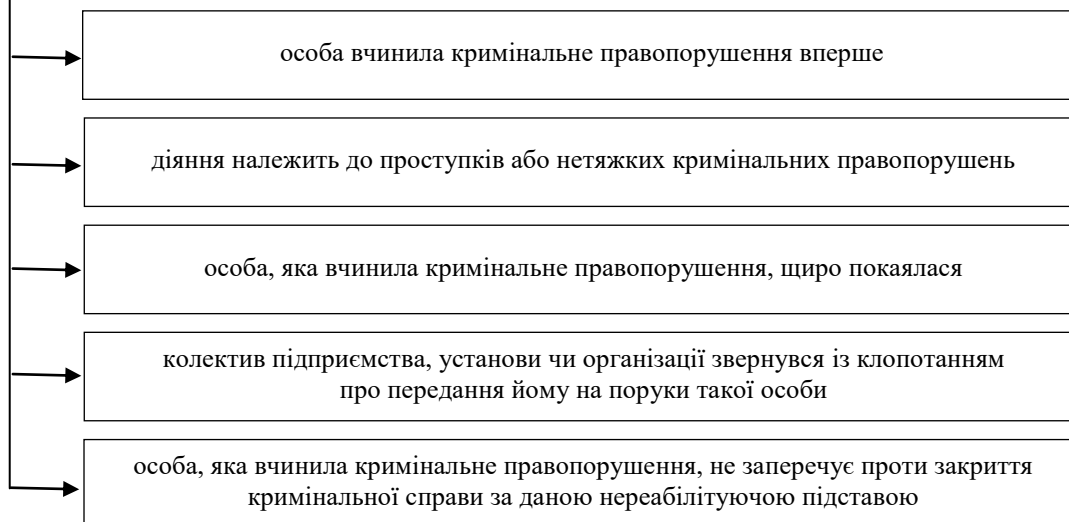 особа вчинила кримінальне правопорушення вперше
діяння належить до проступків або нетяжких кримінальних правопорушень
особа, яка вчинила кримінальне правопорушення, щиро покаялася
колектив підприємства, установи чи організації звернувся із клопотанням
про передання йому на поруки такої особи
особа, яка вчинила кримінальне правопорушення, не заперечує проти закриття
кримінальної справи за даною нереабілітуючою підставою